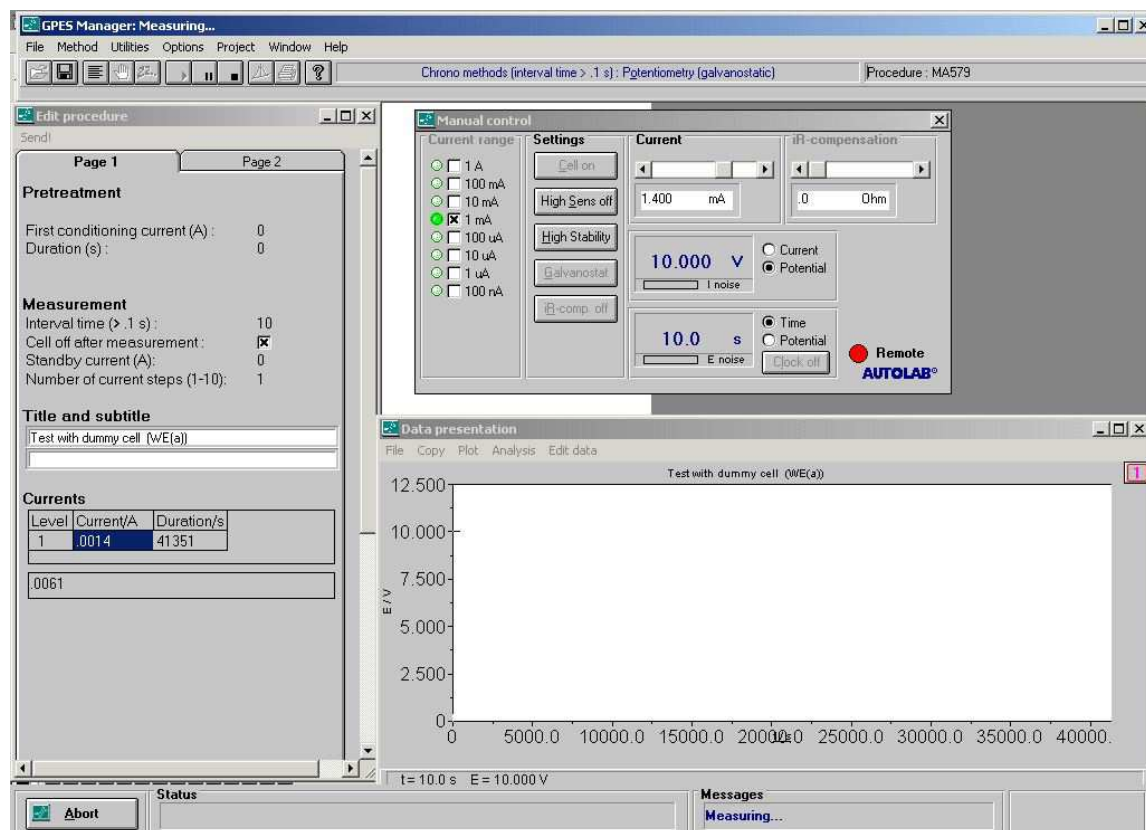 GPES Manager: Measuring...
File Method Utilities Options Project Window Help
Chrono methods (interval time > .1 s) : Potentiometry (galvanostatic)
Procedure : MA579
Edit procedure
Send!
Page 1
Page 2
Pretreatment
First conditioning current (A) : 0
Duration (s) : 0
Measurement
Interval time (> .1 s) : 10
Cell off after measurement :
Standby current (A): 0
Number of current steps (1-10): 1
Title and subtitle
Test with dummy cell (WE(a))
Currents
Level Current/A Duration/s
1 .0014 41351
.0061
Manual control
Current range
1 A
100 mA
10 mA
1 mA
100 uA
10 uA
1 uA
100 nA
Settings
Cell on
High Sens off
High Stability
Galvanostat
iR-comp. off
Current
1.400 mA
iR-compensation
.0 Ohm
10.000 V
I noise
Current
Potential
10.0 s
E noise
Time
Potential
Clock off
Remote
AUTOLAB®
Data presentation
File Copy Plot Analysis Edit data
Test with dummy cell (WE(a))
1
12.500
10.000
7.500
5.000
2.500
0
E / V
0 5000.0 10000.0 15000.0 20000.0 25000.0 30000.0 35000.0 40000.
t = 10.0 s E = 10.000 V
Abort
Status
Messages
Measuring...